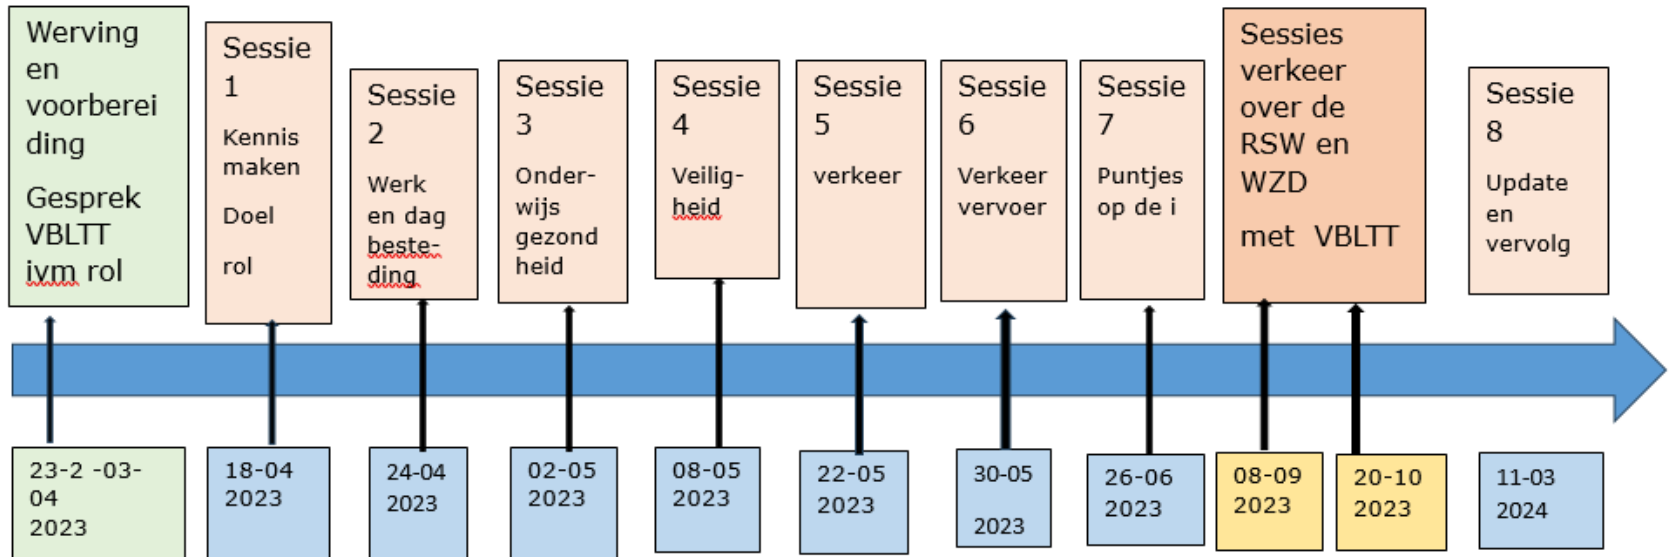 Werving
en
voorberei
ding
Gesprek
VBLTT
ivm rol
Sessie
1
Kennis
maken
Doel
rol
Sessie
2
Werk
en dag
beste-
ding
Sessie
3
Onder-
wijs
gezond
heid
Sessie
4
Veilig-
heid
Sessie
5
verkeer
Sessie
6
Verkeer
vervoer
Sessie
7
Puntjes
op de i
Sessies
verkeer
over de
RSW en
WZD
met VBLTT
Sessie
8
Update
en
vervolg
23-2 -03-
04
2023
18-04
2023
24-04
2023
02-05
2023
08-05
2023
22-05
2023
30-05
2023
26-06
2023
08-09
2023
20-10
2023
11-03
2024